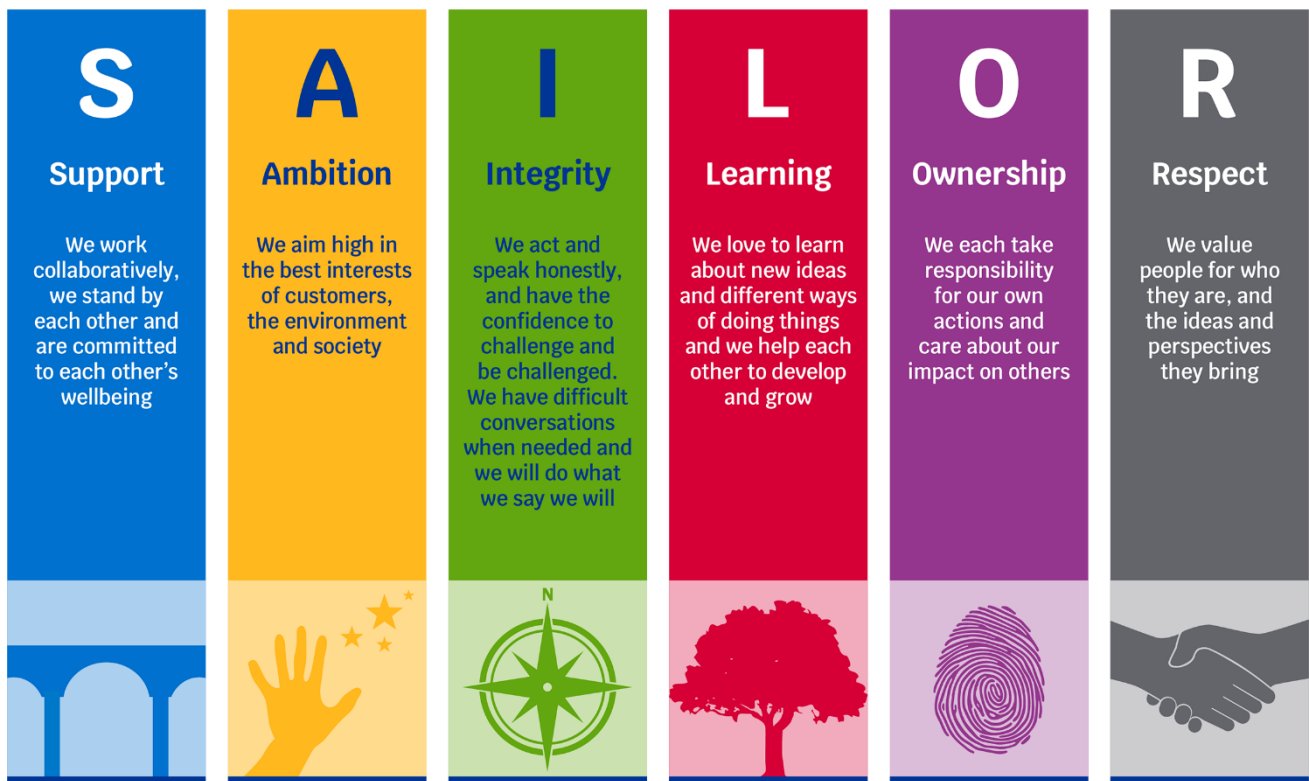 S
Support
We work
collaboratively,
we stand by
each other and
are committed
to each other’s
wellbeing
A
Ambition
We aim high in
the best interests
of customers,
the environment
and society
I
Integrity
We act and
speak honestly,
and have the
confidence to
challenge and
be challenged.
We have difficult
conversations
when needed and
we will do what
we say we will
N
L
Learning
We love to learn
about new ideas
and different ways
of doing things
and we help each
other to develop
and grow
O
Ownership
We each take
responsibility
for our own
actions and
care about our
impact on others
R
Respect
We value
people for who
they are, and
the ideas and
perspectives
they bring